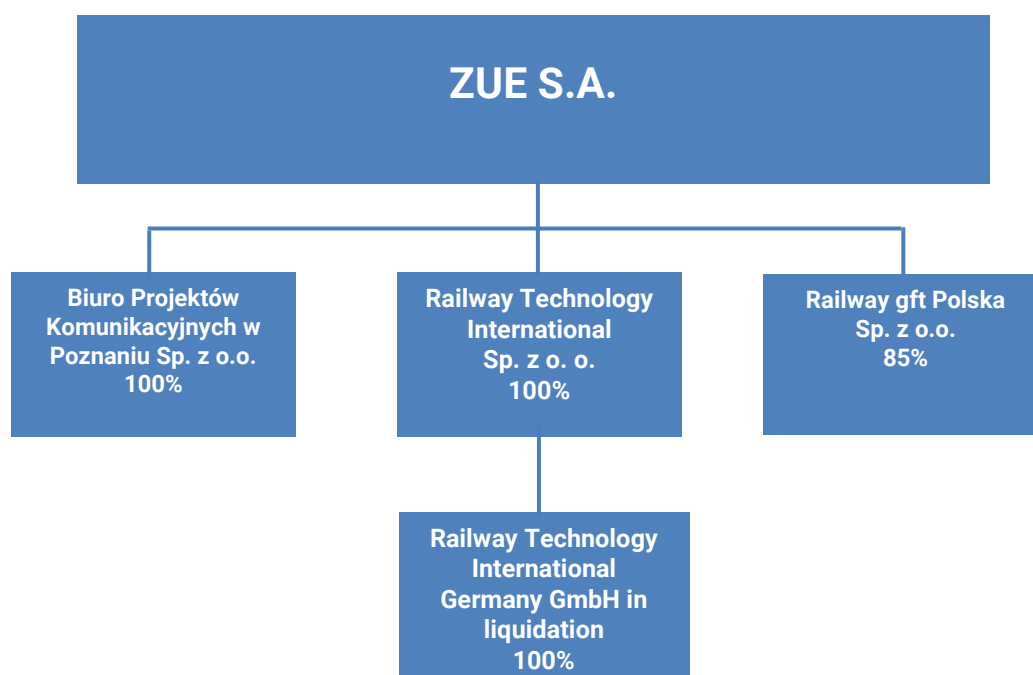 ZUE S.A.
Biuro Projektów
Komunikacyjnych w
Poznaniu Sp. z o.o.
100%
Railway Technology
International
Sp. z o. o.
100%
Railway gft Polska
Sp. z o.o.
85%
Railway Technology
International
Germany GmbH in
liquidation
100%